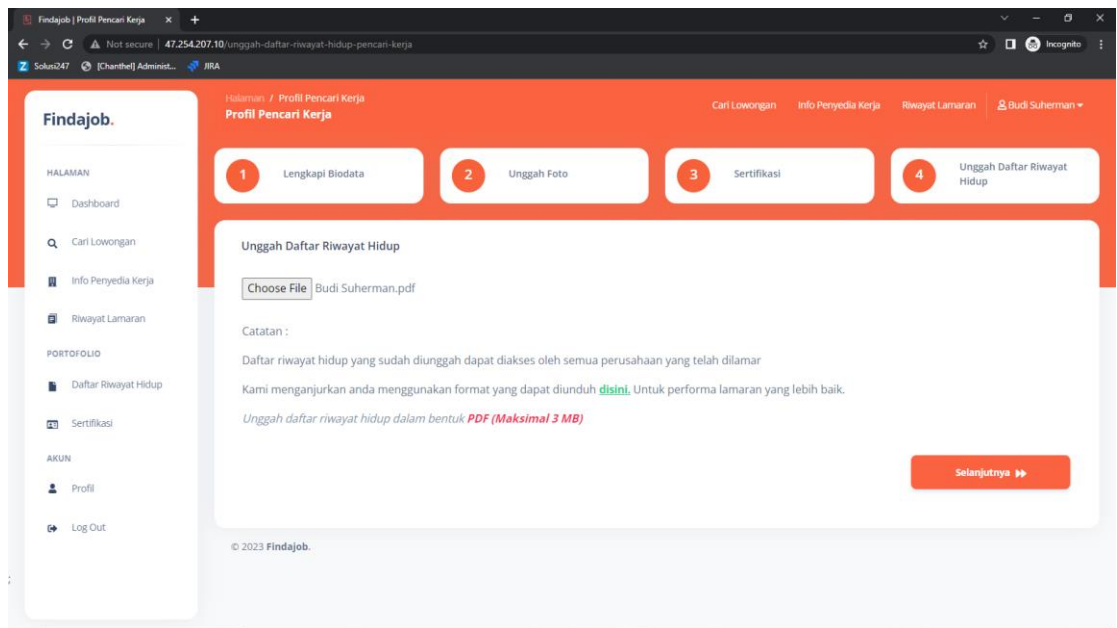 Findajob | Profil Pencari Kerja
Not secure | 47.254.207.10/unggah-daftar-riwayat-hidup-pencari-kerja
Incognito
Solusi247
[Chanthel] Administ...
JIRA
Findajob.
HALAMAN
Dashboard
Cari Lowongan
Info Penyedia Kerja
Riwayat Lamaran
PORTOFOLIO
Daftar Riwayat Hidup
Sertifikasi
AKUN
Profil
Log Out
Halaman / Profil Pencari Kerja
Profil Pencari Kerja
Cari Lowongan
Info Penyedia Kerja
Riwayat Lamaran
Budi Suherman
1 Lengkapi Biodata
2 Unggah Foto
3 Sertifikasi
4 Unggah Daftar Riwayat
Hidup
Unggah Daftar Riwayat Hidup
Choose File Budi Suherman.pdf
Catatan :
Daftar riwayat hidup yang sudah diunggah dapat diakses oleh semua perusahaan yang telah dilamar
Kami menganjurkan anda menggunakan format yang dapat diunduh disini. Untuk performa lamaran yang lebih baik.
Unggah daftar riwayat hidup dalam bentuk PDF (Maksimal 3 MB)
Selanjutnya
© 2023 Findajob.
;